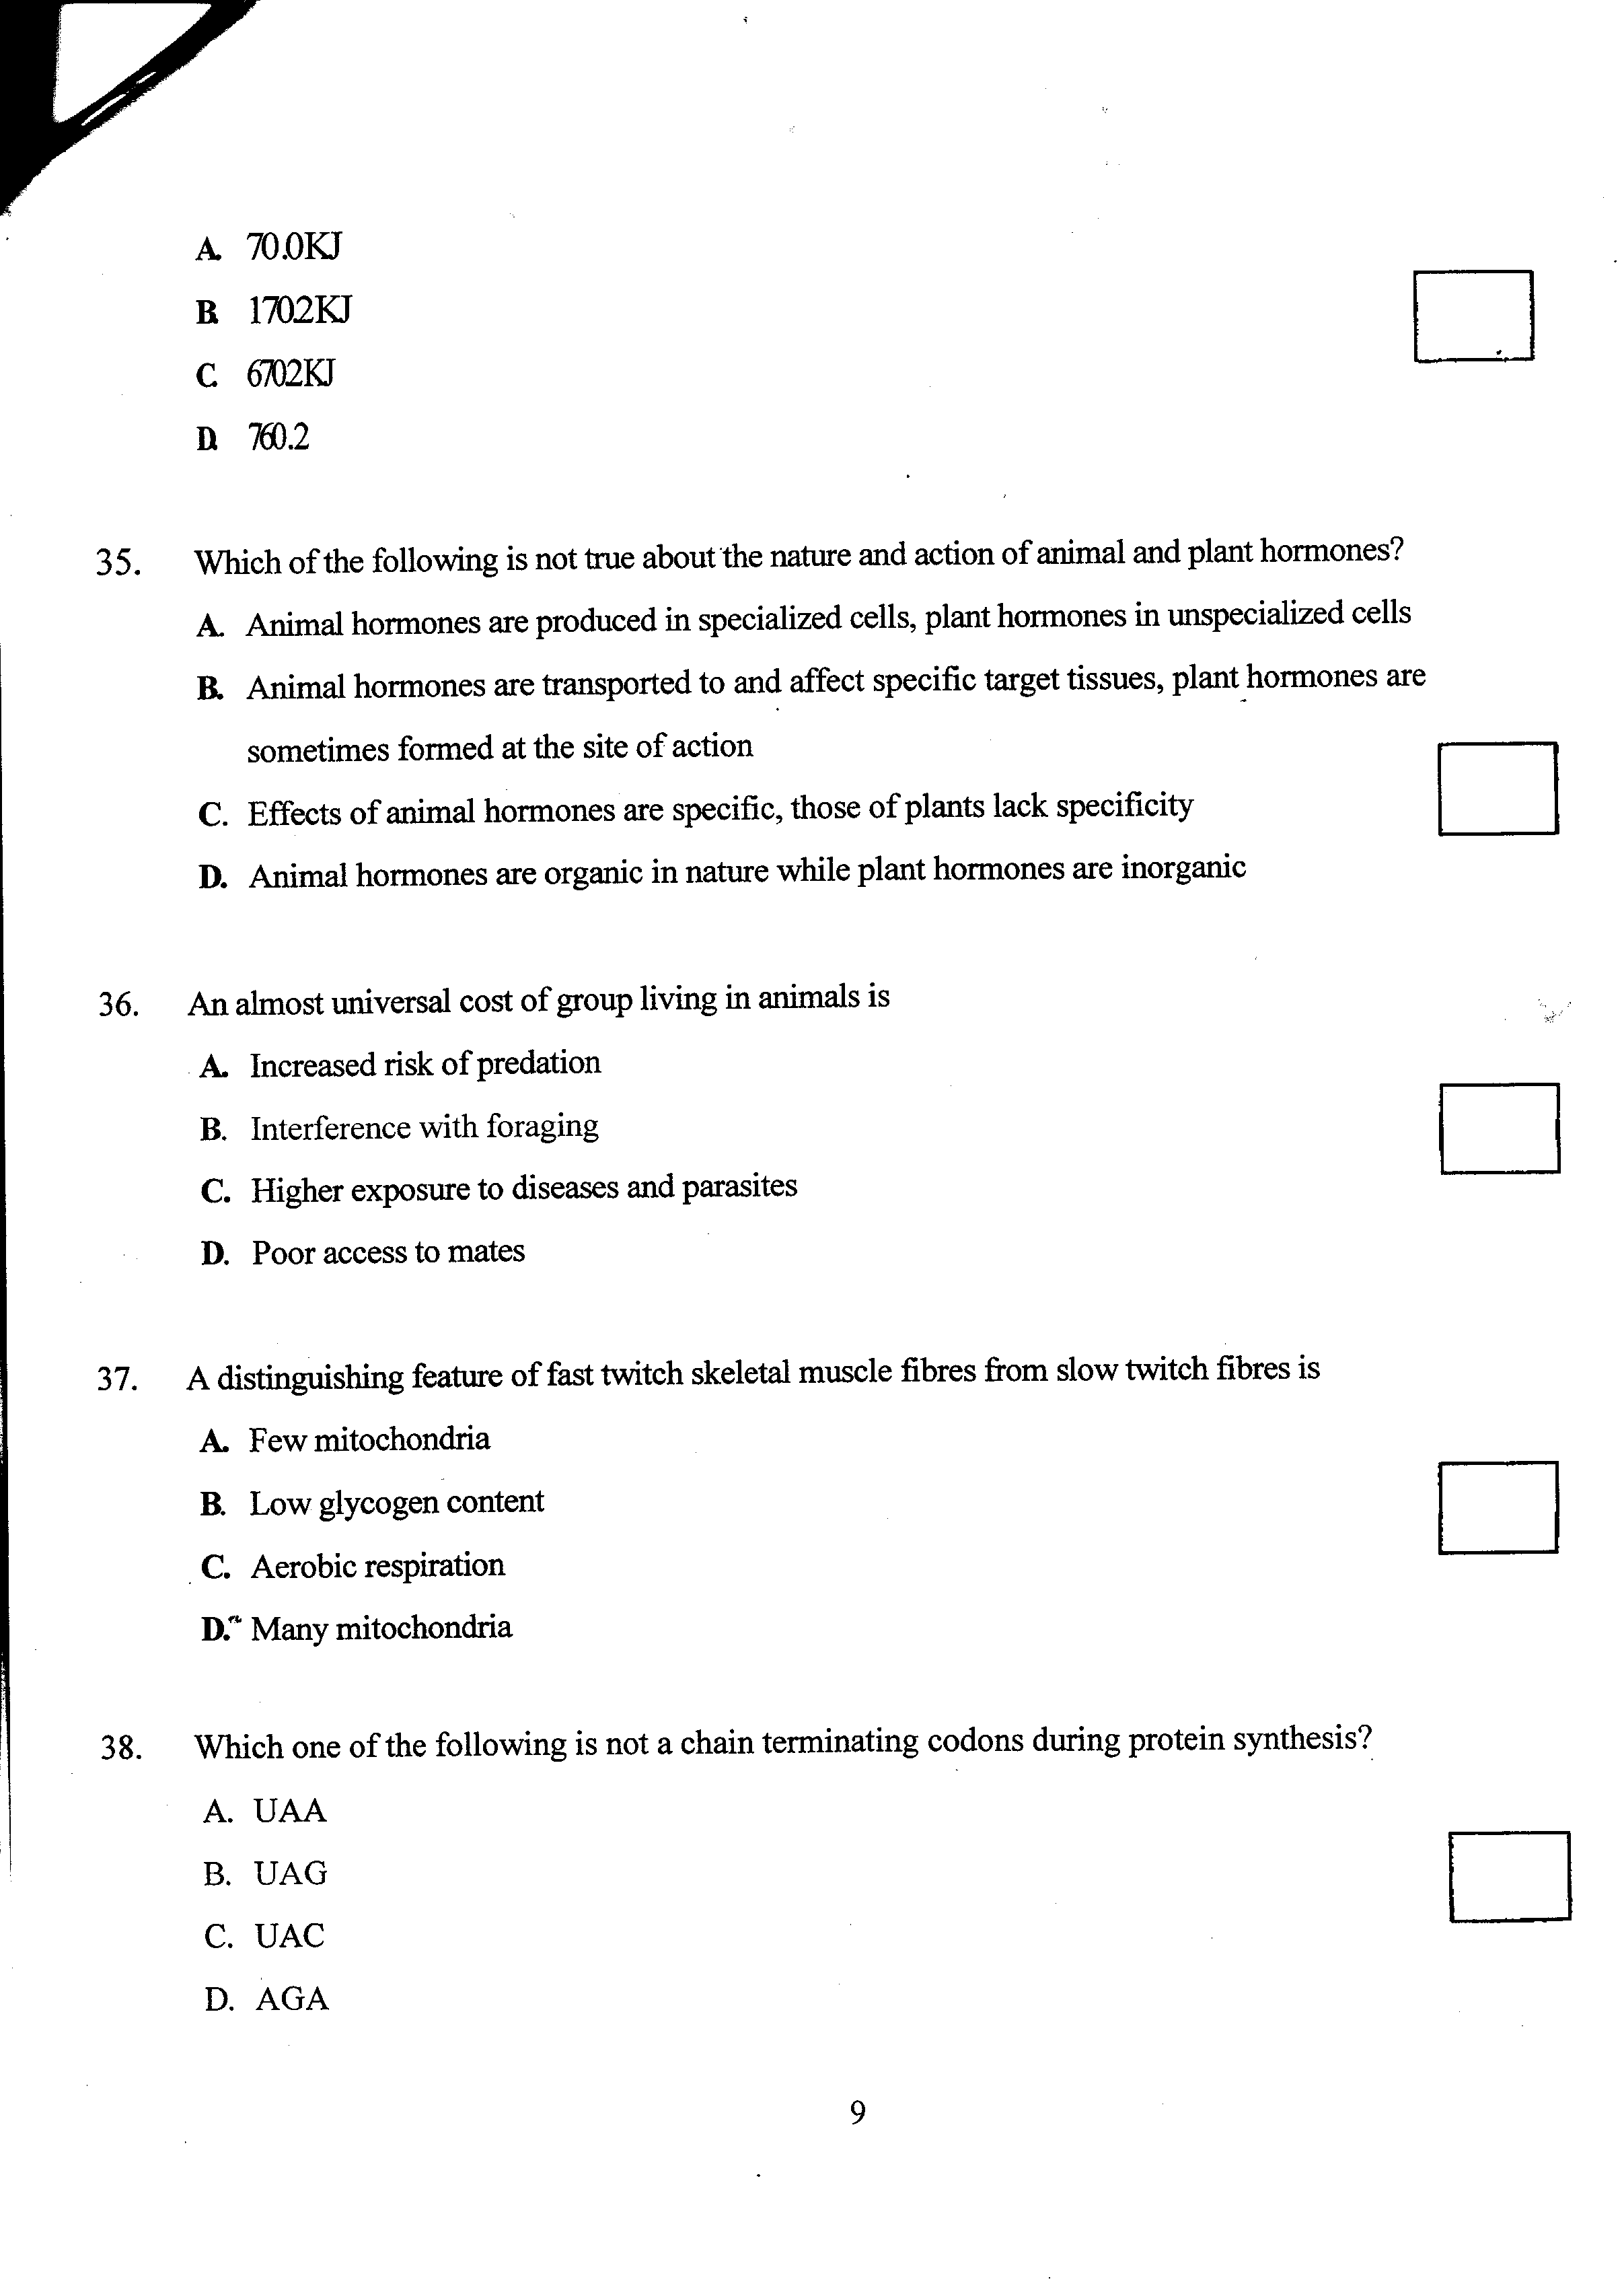 A. 70.0KJ
B. 1702KJ
C. 6702KJ
D. 760.2
35. Which of the following is not true about the nature and action of animal and plant hormones?
A. Animal hormones are produced in specialized cells, plant hormones in unspecialized cells
B. Animal hormones are transported to and affect specific target tissues, plant hormones are
sometimes formed at the site of action
C. Effects of animal hormones are specific, those of plants lack specificity
D. Animal hormones are organic in nature while plant hormones are inorganic
36. An almost universal cost of group living in animals is
A. Increased risk of predation
B. Interference with foraging
C. Higher exposure to diseases and parasites
D. Poor access to mates
37. A distinguishing feature of fast twitch skeletal muscle fibres from slow twitch fibres is
A. Few mitochondria
B. Low glycogen content
C. Aerobic respiration
D. Many mitochondria
38. Which one of the following is not a chain terminating codons during protein synthesis?
A. UAA
B. UAG
C. UAC
D. AGA
9